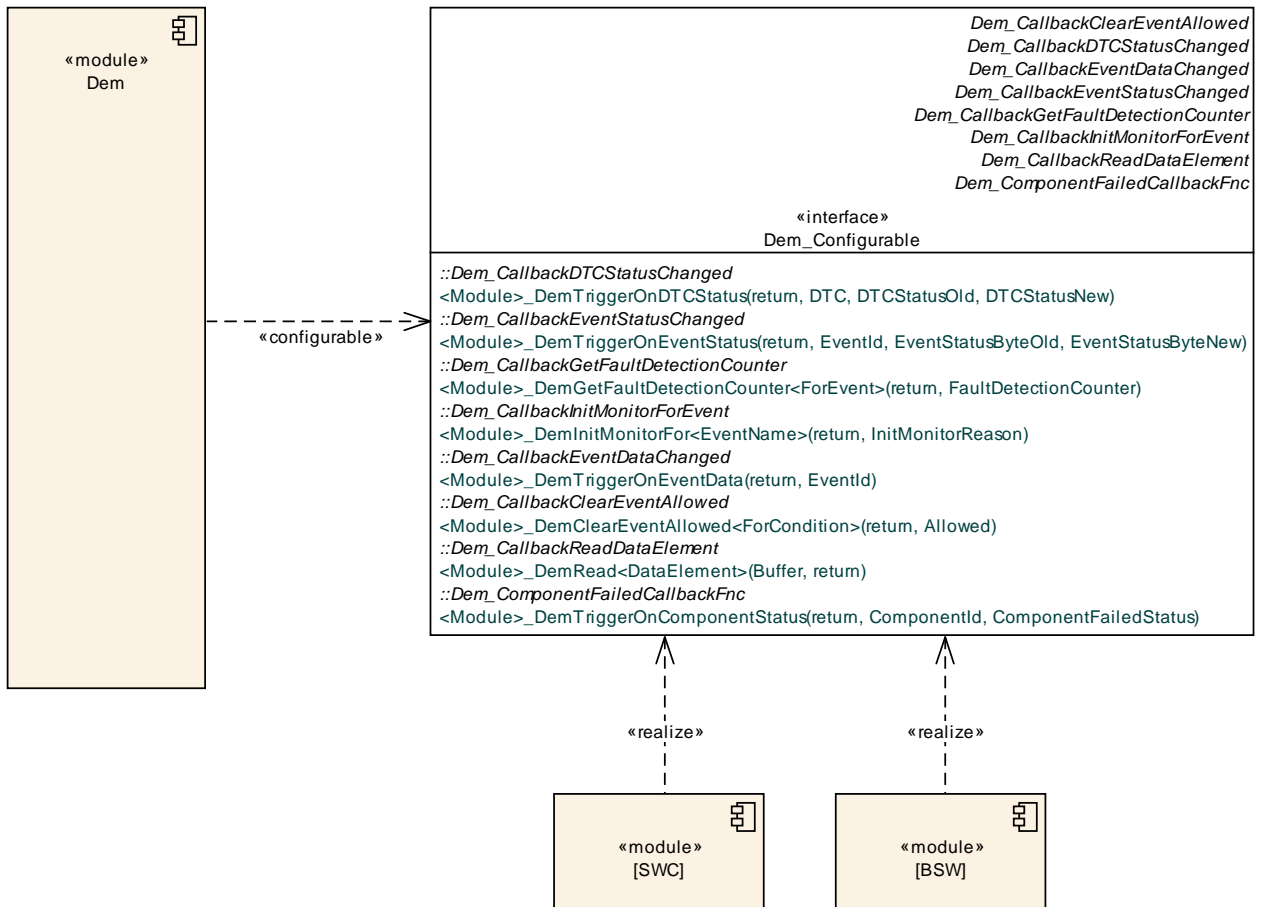 «module»
Dem
Dem_CallbackClearEventAllowed
Dem_CallbackDTCStatusChanged
Dem_CallbackEventDataChanged
Dem_CallbackEventStatusChanged
Dem_CallbackGetFaultDetectionCounter
Dem_CallbackInitMonitorForEvent
Dem_CallbackReadDataElement
Dem_ComponentFailedCallbackFnc
«interface»
Dem_Configurable
::Dem_CallbackDTCStatusChanged
<Module>_DemTriggerOnDTCStatus(return, DTC, DTCStatusOld, DTCStatusNew)
::Dem_CallbackEventStatusChanged
<Module>_DemTriggerOnEventStatus(return, EventId, EventStatusByteOld, EventStatusByteNew)
::Dem_CallbackGetFaultDetectionCounter
<Module>_DemGetFaultDetectionCounter<ForEvent>(return, FaultDetectionCounter)
::Dem_CallbackInitMonitorForEvent
<Module>_DemInitMonitorFor<EventName>(return, InitMonitorReason)
::Dem_CallbackEventDataChanged
<Module>_DemTriggerOnEventData(return, EventId)
::Dem_CallbackClearEventAllowed
<Module>_DemClearEventAllowed<ForCondition>(return, Allowed)
::Dem_CallbackReadDataElement
<Module>_DemRead<DataElement>(Buffer, return)
::Dem_ComponentFailedCallbackFnc
<Module>_DemTriggerOnComponentStatus(return, ComponentId, ComponentFailedStatus)
«configurable»
«realize»
«realize»
«module»
[SWC]
«module»
[BSW]